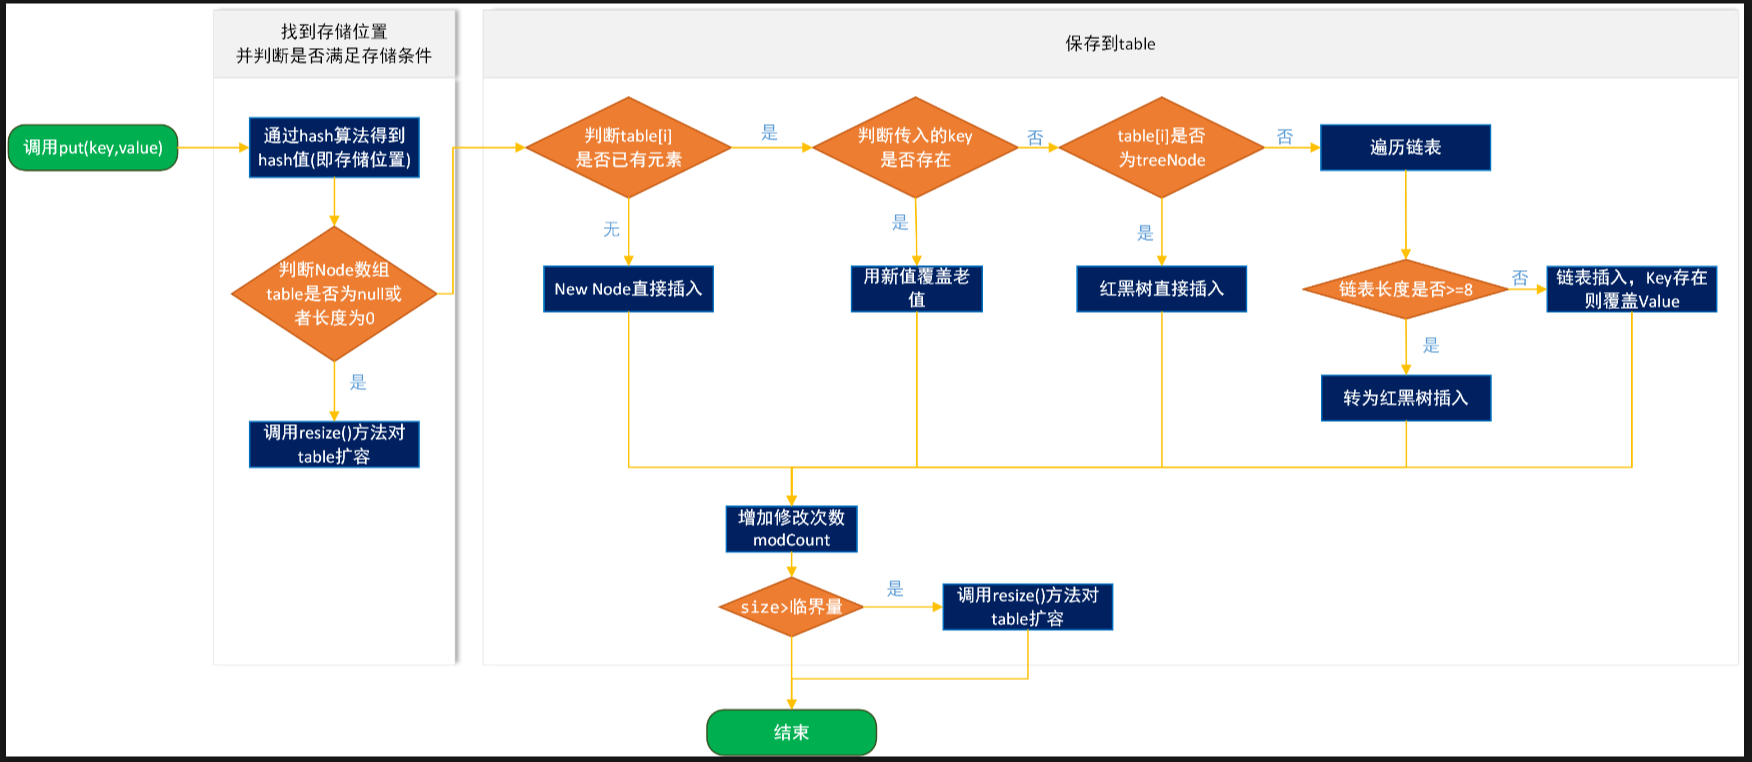 找到存储位置
并判断是否满足存储条件
保存到table
调用put(key,value)
通过hash算法得到
hash值(即存储位置)
判断Node数组
table是否为null或
者长度为0
是
调用resize()方法对
table扩容
判断table[i]
是否已有元素
是
无
New Node直接插入
判断传入的key
是否存在
否
是
用新值覆盖老
值
table[i]是否
为treeNode
否
是
红黑树直接插入
遍历链表
链表长度是否>=8
否
链表插入，Key存在
则覆盖Value
是
转为红黑树插入
增加修改次数
modCount
size>临界量
是
调用resize()方法对
table扩容
结束